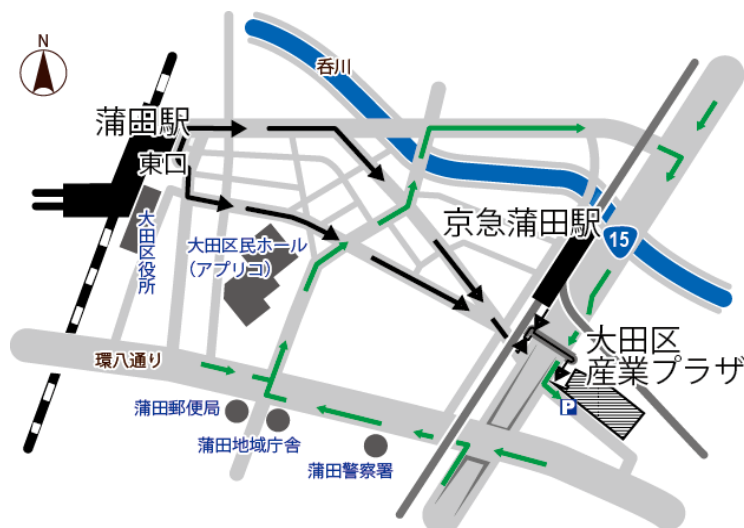 N
呑川
蒲田駅
東口
京急蒲田駅
15
大田区役所
大田区民ホール
(アプリコ)
大田区
産業プラザ
環八通り
P
蒲田郵便局
蒲田地域庁舎
蒲田警察署